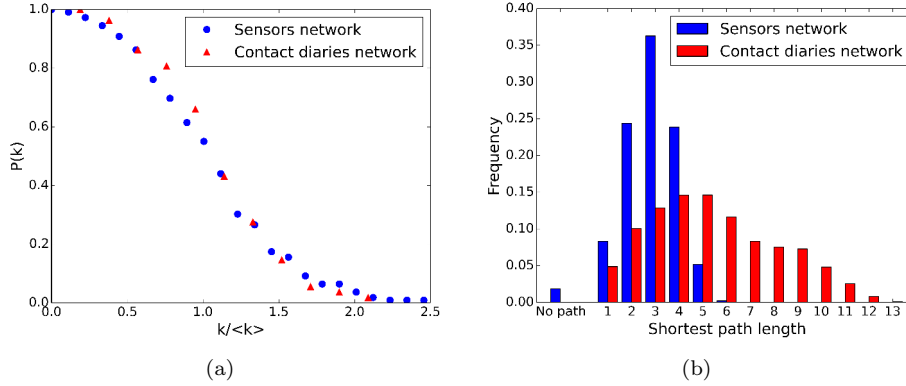 Sensors network
Contact diaries network
P(k)
1.0
0.8
0.6
0.4
0.2
0.0
0.0 0.5 1.0 1.5 2.0 2.5
k/<k>
(a)
Sensors network
Contact diaries network
Frequency
0.40
0.35
0.30
0.25
0.20
0.15
0.10
0.05
0.00
No path 1 2 3 4 5 6 7 8 9 10 11 12 13
Shortest path length
(b)